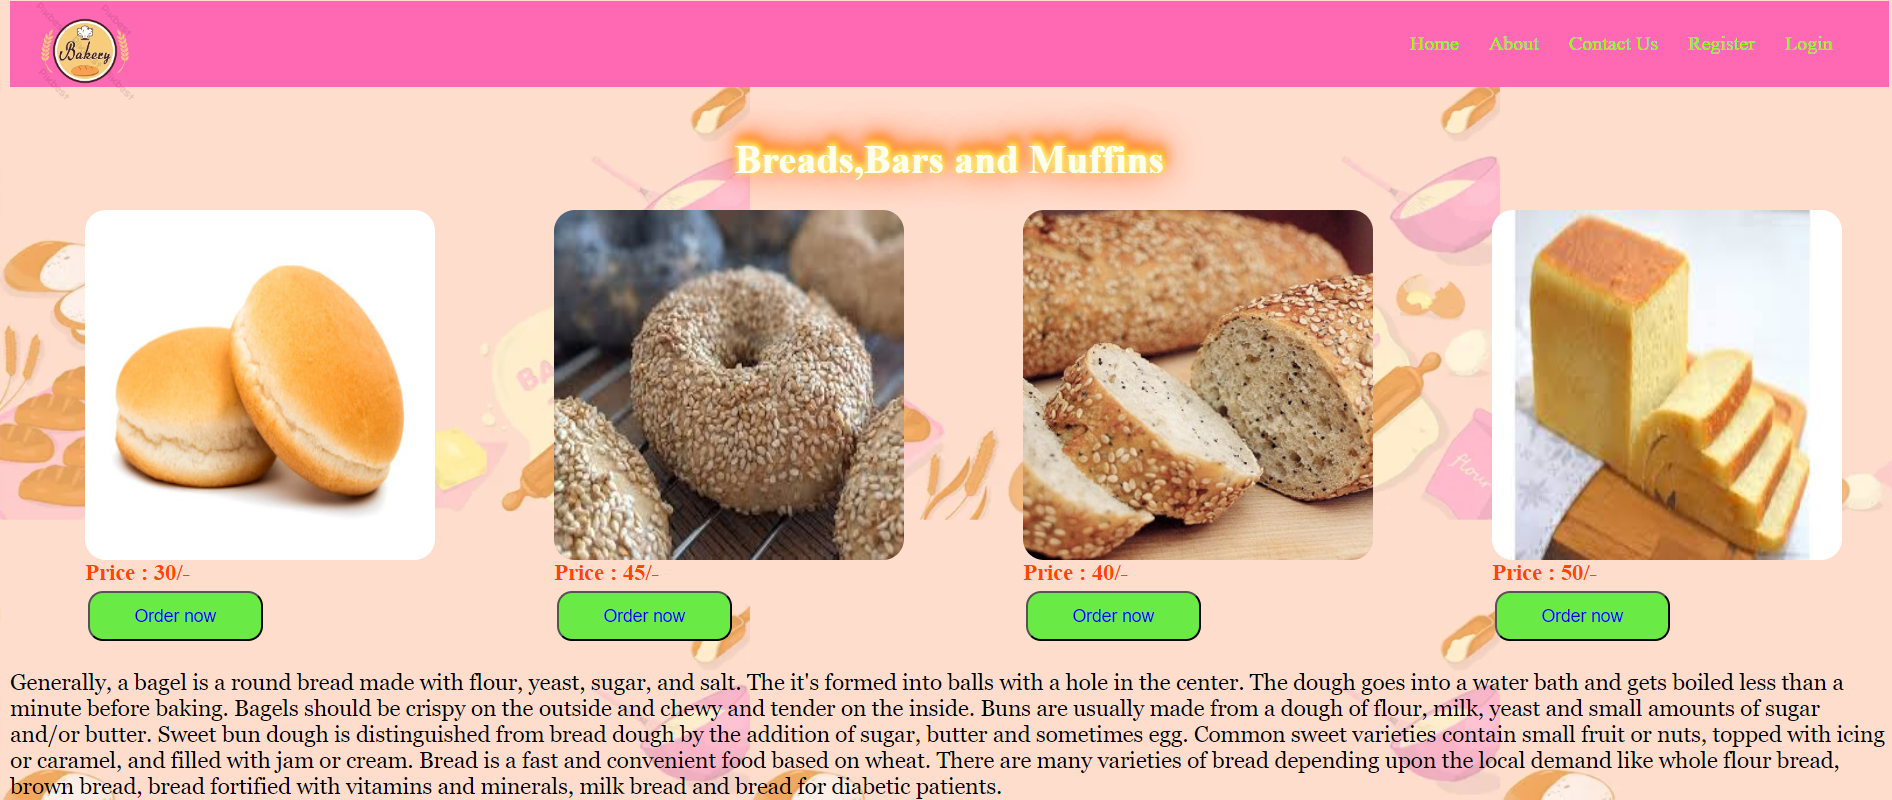 Bakery
Home About Contact Us Register Login
Breads,Bars and Muffins
Price : 30/-
Order now
Price : 45/-
Order now
Price : 40/-
Order now
Price : 50/-
Order now
flour
BA
Generally, a bagel is a round bread made with flour, yeast, sugar, and salt. The it's formed into balls with a hole in the center. The dough goes into a water bath and gets boiled less than a
minute before baking. Bagels should be crispy on the outside and chewy and tender on the inside. Buns are usually made from a dough of flour, milk, yeast and small amounts of sugar
and/or butter. Sweet bun dough is distinguished from bread dough by the addition of sugar, butter and sometimes egg. Common sweet varieties contain small fruit or nuts, topped with icing
or caramel, and filled with jam or cream. Bread is a fast and convenient food based on wheat. There are many varieties of bread depending upon the local demand like whole flour bread,
brown bread, bread fortified with vitamins and minerals, milk bread and bread for diabetic patients.